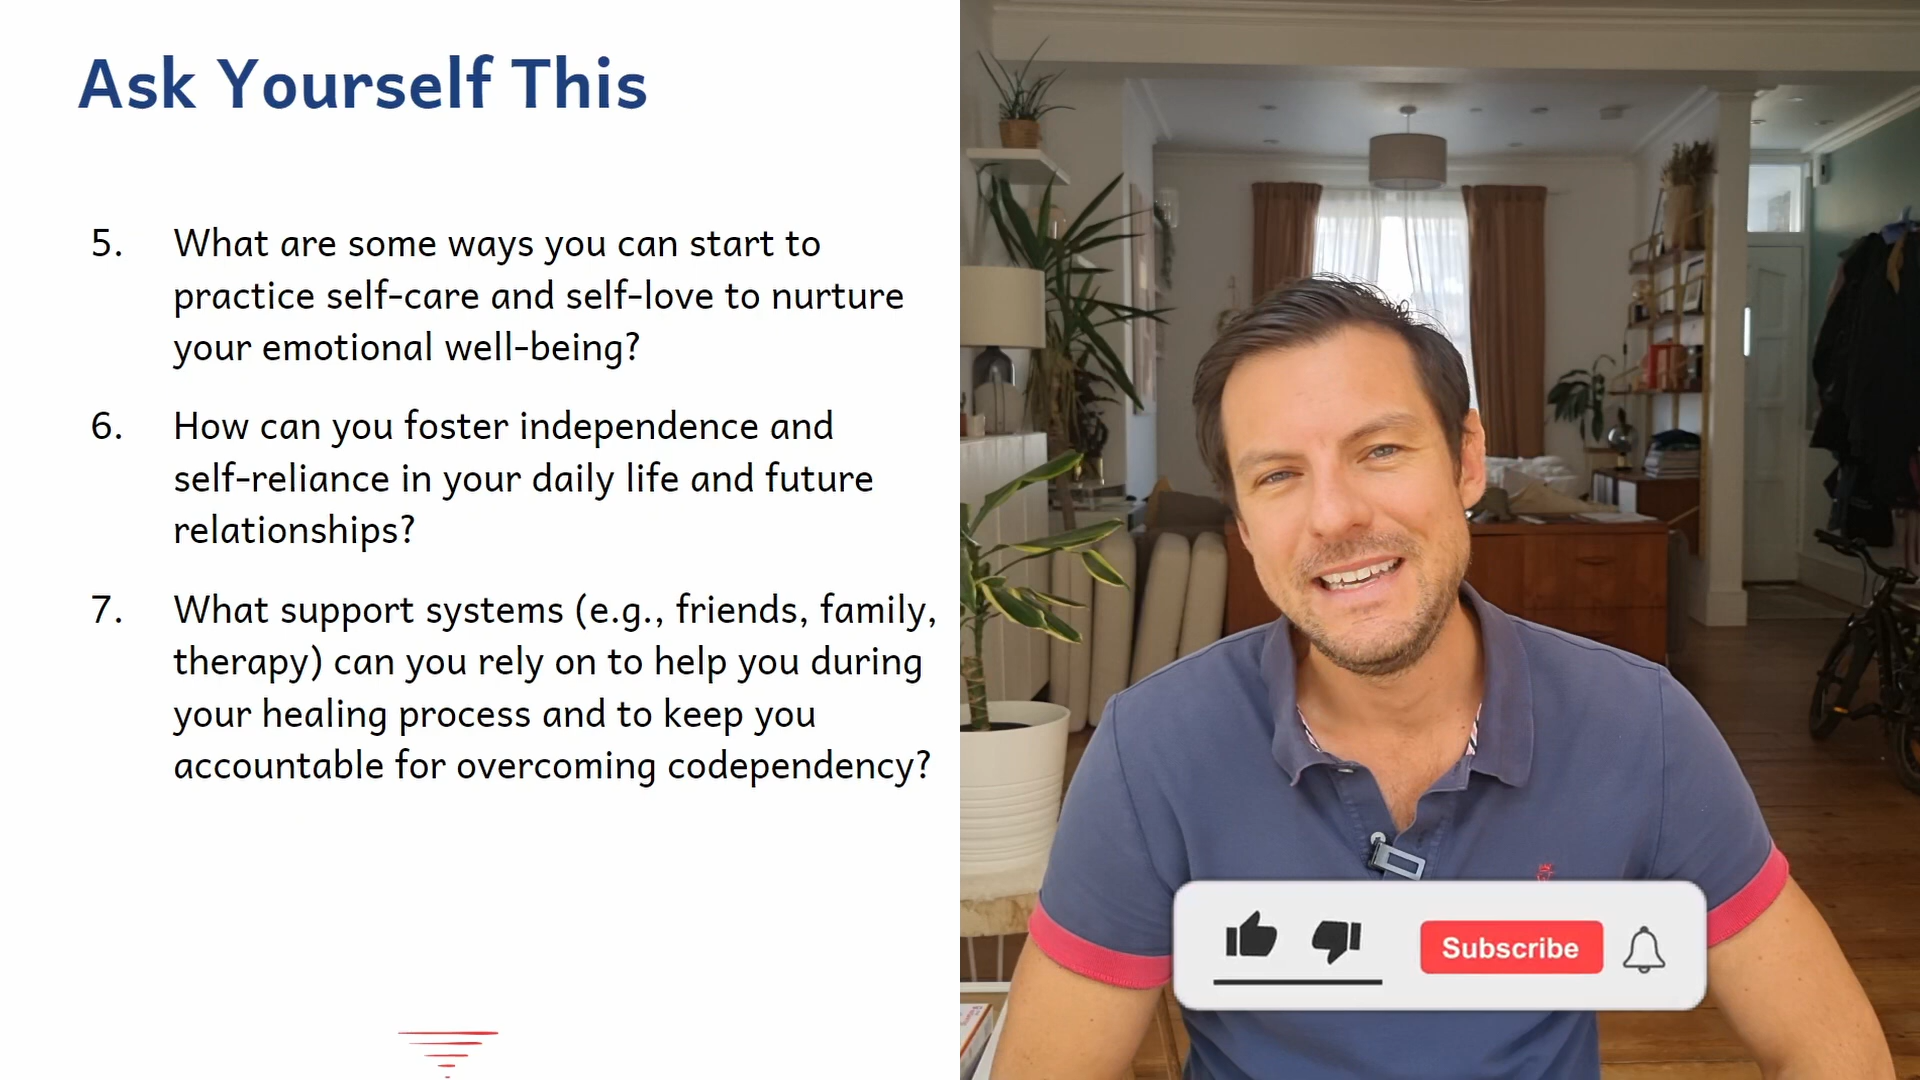 Ask Yourself This
5. What are some ways you can start to
practice self-care and self-love to nurture
your emotional well-being?
6. How can you foster independence and
self-reliance in your daily life and future
relationships?
7. What support systems (e.g., friends, family,
therapy) can you rely on to help you during
your healing process and to keep you
accountable for overcoming codependency?
Subscribe